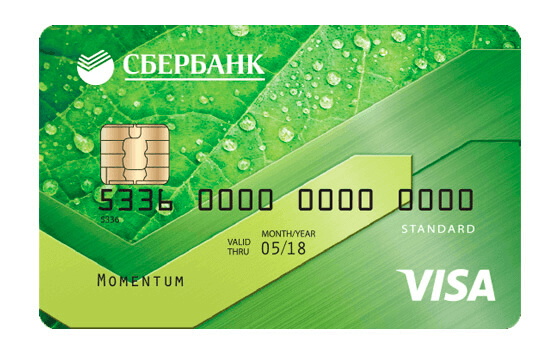 СБЕРБАНК
5336 0000 0000 0000
5336
STANDARD
MONTH/YEAR
VALID THRU 05/18
MOMENTUM
VISA